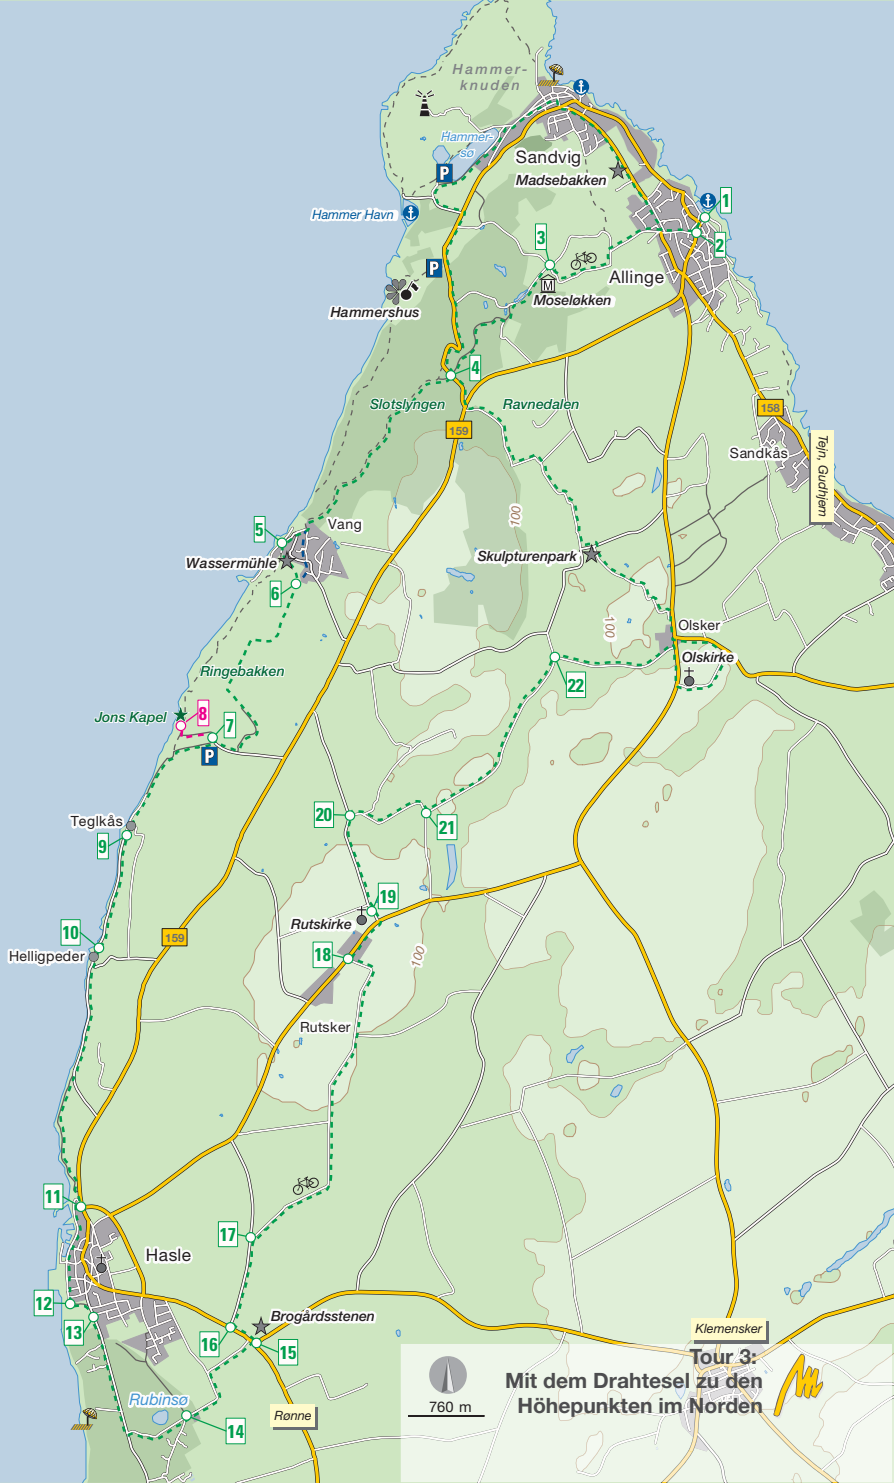 Hammer-
knuden
Hammer-
sø
Sandvig
Madsebakken
P
Hammer Havn
1
2
3
P
M
Moseløkken
Allinge
Hammershus
4
Slotslyngen
Ravnedalen
158
159
Sandkås
Tejn, Gudhjem
100
5
Vang
Wassermühle
Skulpturenpark
6
100
Olsker
Olskirke
Ringebakken
22
8
Jons Kapel
7
P
Teglkås
9
20
21
19
Rutskirke
10
159
Helligpeder
18
100
Rutsker
11
17
Hasle
12
13
16
15
Brogårdsstenen
Klemensker
Rubinsø
14
Rønne
760 m
Tour 3:
Mit dem Drahtesel zu den
Höhepunkten im Norden